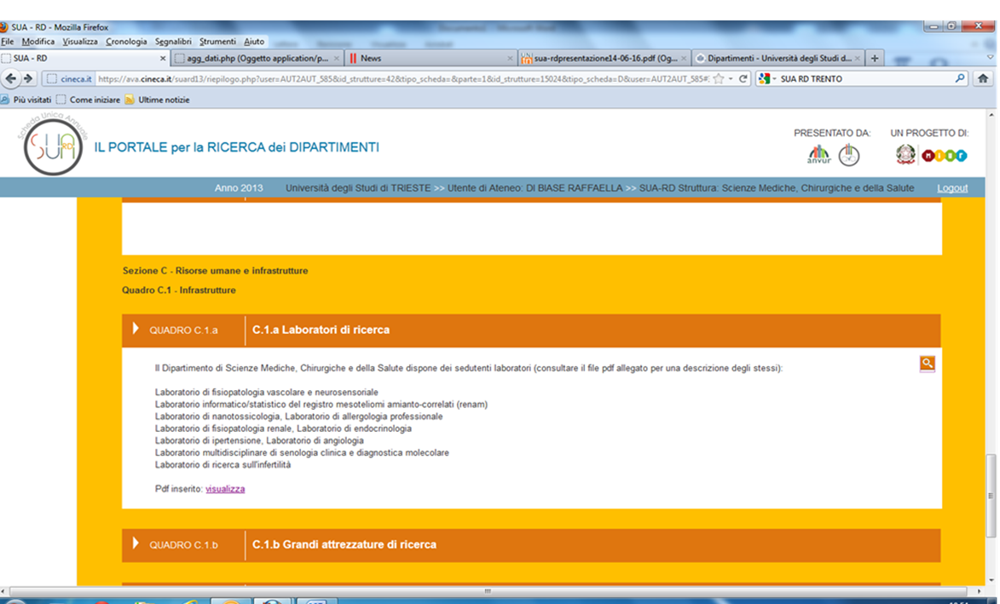 SUA - RD - Mozilla Firefox
File Modifica Visualizza Cronologia Segnalibri Strumenti Aiuto
SUA - RD × agg_dati.php (Oggetto application/p... × News × sua-rdpresentazione14-06-16.pdf (Og... × Dipartimenti - Università degli Studi d... × +
cineca.it https://ava.cineca.it/suard13/riepilogo.php?user=AUT2AUT_585&id_strutture=42&tipo_scheda=&parte=1&id_strutture=15024&tipo_scheda=D&user=AUT2AUT_585# SUA RD TRENTO
Più visitati Come iniziare Ultime notizie
Scheda Unica Annuale
SUA RD
IL PORTALE per la RICERCA dei DIPARTIMENTI
PRESENTATO DA: UN PROGETTO DI:
anvur MIUR
Anno 2013 Università degli Studi di TRIESTE >> Utente di Ateneo: DI BIASE RAFFAELLA >> SUA-RD Struttura: Scienze Mediche, Chirurgiche e della Salute Logout
Sezione C - Risorse umane e infrastrutture
Quadro C.1 - Infrastrutture
QUADRO C.1.a C.1.a Laboratori di ricerca
Il Dipartimento di Scienze Mediche, Chirurgiche e della Salute dispone dei sedutenti laboratori (consultare il file pdf allegato per una descrizione degli stessi):
Laboratorio di fisiopatologia vascolare e neurosensoriale
Laboratorio informatico/statistico del registro mesoteliomi amianto-correlati (renam)
Laboratorio di nanotossicologia, Laboratorio di allergologia professionale
Laboratorio di fisiopatologia renale, Laboratorio di endocrinologia
Laboratorio di ipertensione, Laboratorio di angiologia
Laboratorio multidisciplinare di senologia clinica e diagnostica molecolare
Laboratorio di ricerca sull'infertilità
Pdf inserito: visualizza
QUADRO C.1.b C.1.b Grandi attrezzature di ricerca